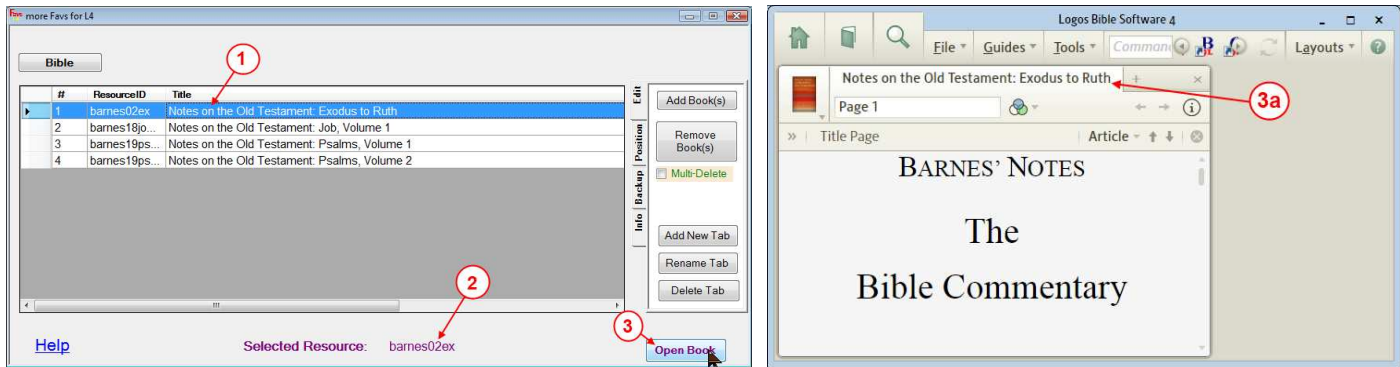 Favs more Favs for L4
Bible
1
# ResourceID Title
1 barnes02ex Notes on the Old Testament: Exodus to Ruth
2 barnes18jo... Notes on the Old Testament: Job, Volume 1
3 barnes19ps... Notes on the Old Testament: Psalms, Volume 1
4 barnes19ps... Notes on the Old Testament: Psalms, Volume 2
Edit
Position
Backup
Info
Add Book(s)
Remove
Book(s)
Multi-Delete
Add New Tab
Rename Tab
Delete Tab
2
3
Help
Selected Resource: barnes02ex
Open Book
Logos Bible Software 4
File Guides Tools Command Layouts
Notes on the Old Testament: Exodus to Ruth
3a
Page 1
» Title Page Article
BARNES' NOTES
The
Bible Commentary